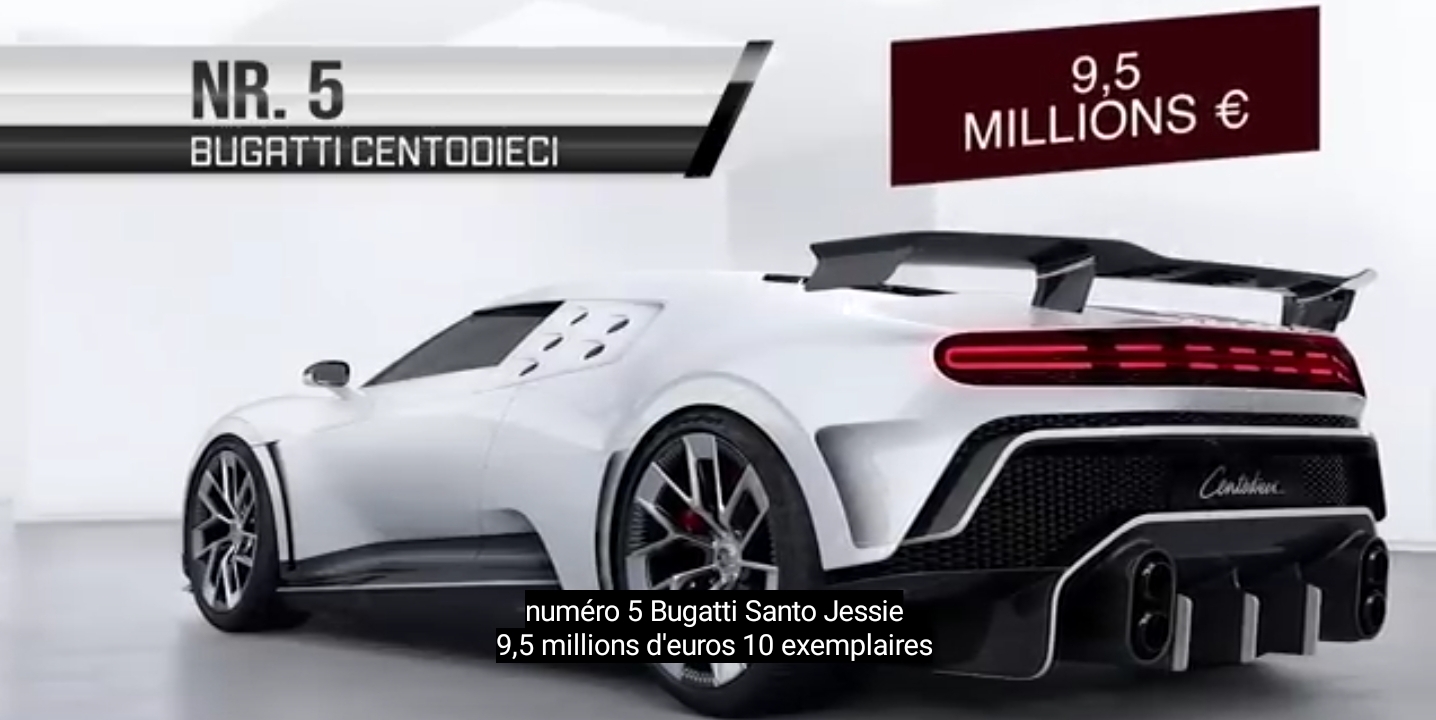 NR. 5
BUGATTI CENTODIECI
9,5
MILLIONS €
Centodieci
numéro 5 Bugatti Santo Jessie
9,5 millions d'euros 10 exemplaires